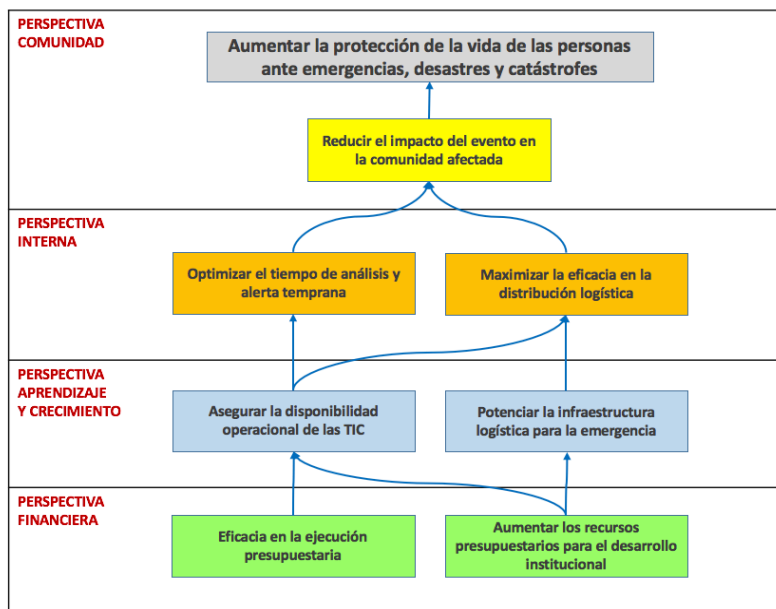 PERSPECTIVA
COMUNIDAD
Aumentar la protección de la vida de las personas
ante emergencias, desastres y catástrofes
Reducir el impacto del evento en
la comunidad afectada
PERSPECTIVA
INTERNA
Optimizar el tiempo de análisis y
alerta temprana
Maximizar la eficacia en la
distribución logística
PERSPECTIVA
APRENDIZAJE
Y CRECIMIENTO
Asegurar la disponibilidad
operacional de las TIC
Potenciar la infraestructura
logística para la emergencia
PERSPECTIVA
FINANCIERA
Eficacia en la ejecución
presupuestaria
Aumentar los recursos
presupuestarios para el desarrollo
institucional